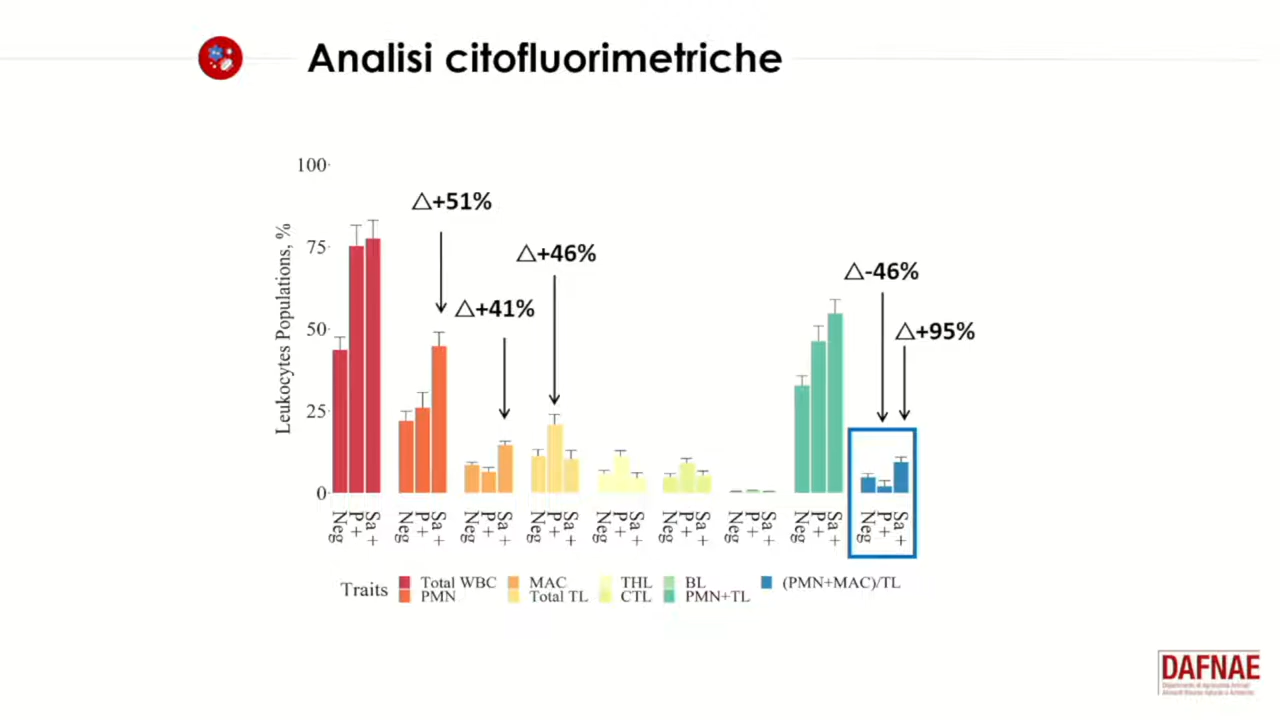 Analisi citofluorimetriche
100
75
50
25
0
Leukocytes Populations, %
△+51%
△+41%
△+46%
△-46%
△+95%
Neg P+ Sa+ Neg P+ Sa+ Neg P+ Sa+ Neg P+ Sa+ Neg P+ Sa+ Neg P+ Sa+ Neg P+ Sa+ Neg P+ Sa+ Neg P+ Sa+
Traits
Total WBC MAC THL BL (PMN+MAC)/TL
PMN Total TL CTL PMN+TL
DAFNAE